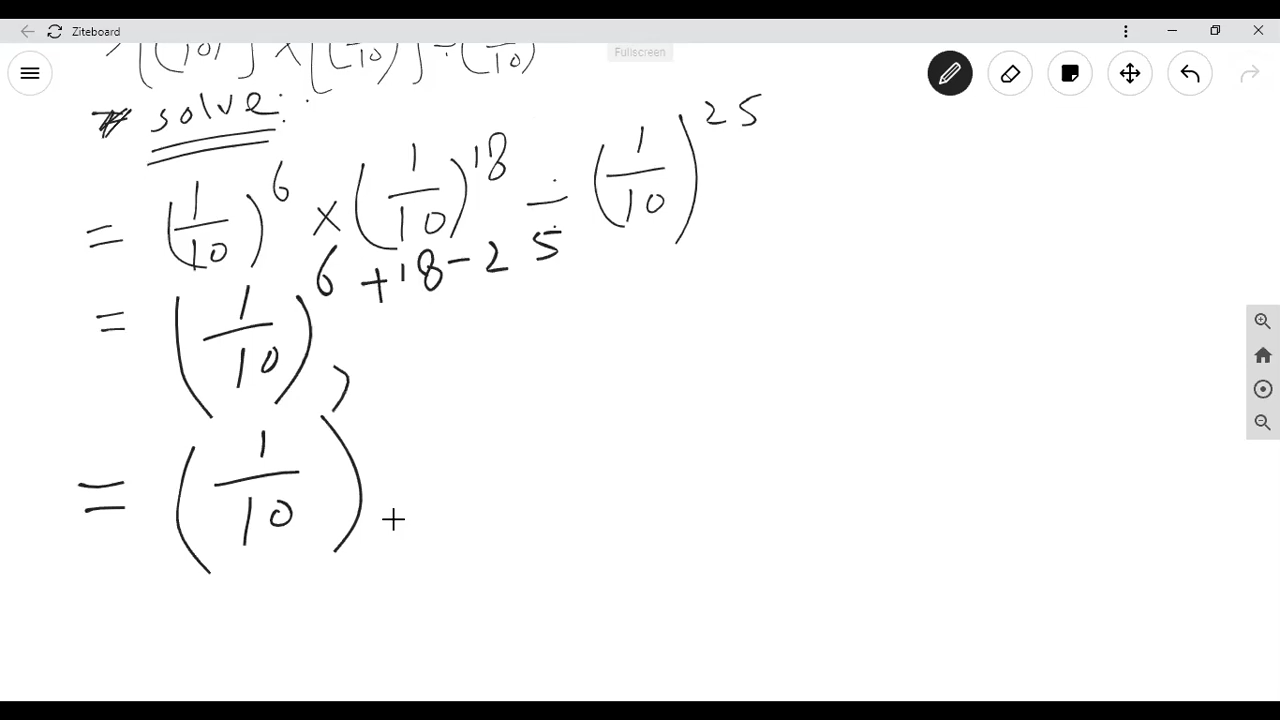 Ziteboard
Fullscreen
solve:
= (1/10)^6 × (1/10)^18 ÷ (1/10)^25
= (1/10)^6+18-25
= (1/10)